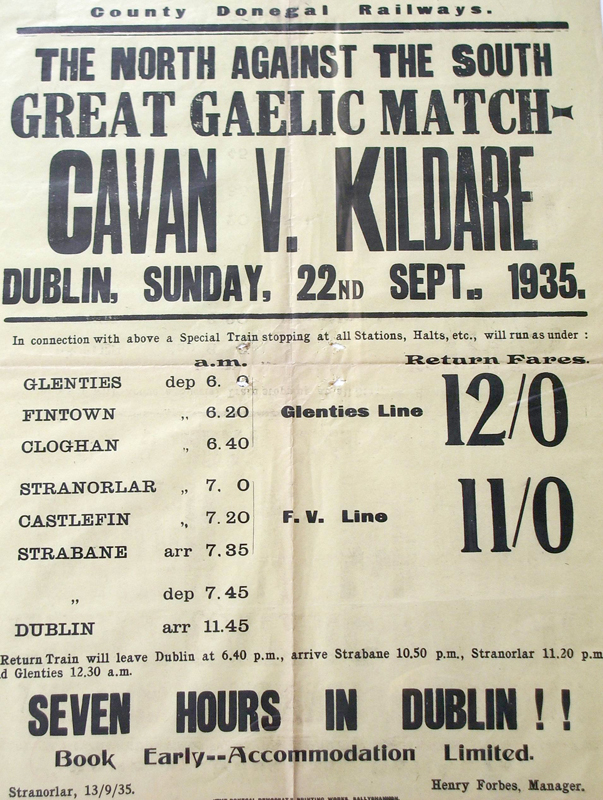 County Donegal Railways.
THE NORTH AGAINST THE SOUTH
GREAT GAELIC MATCH-
CAVAN V. KILDARE
DUBLIN, SUNDAY, 22ND SEPT., 1935.
In connection with above a Special Train stopping at all Stations, Halts, etc., will run as under :
a.m. Return Fares.
GLENTIES dep 6. 0
FINTOWN „ 6.20 Glenties Line 12/0
CLOGHAN „ 6.40
STRANORLAR „ 7. 0
CASTLEFIN „ 7.20 F. V. Line 11/0
STRABANE arr 7.35
„ dep 7.45
DUBLIN arr 11.45
Return Train will leave Dublin at 6.40 p.m., arrive Strabane 10.50 p.m., Stranorlar 11.20 p.m
d Glenties 12.30 a.m.
SEVEN HOURS IN DUBLIN ! !
Book Early--Accommodation Limited.
Stranorlar, 13/9/35. Henry Forbes, Manager.